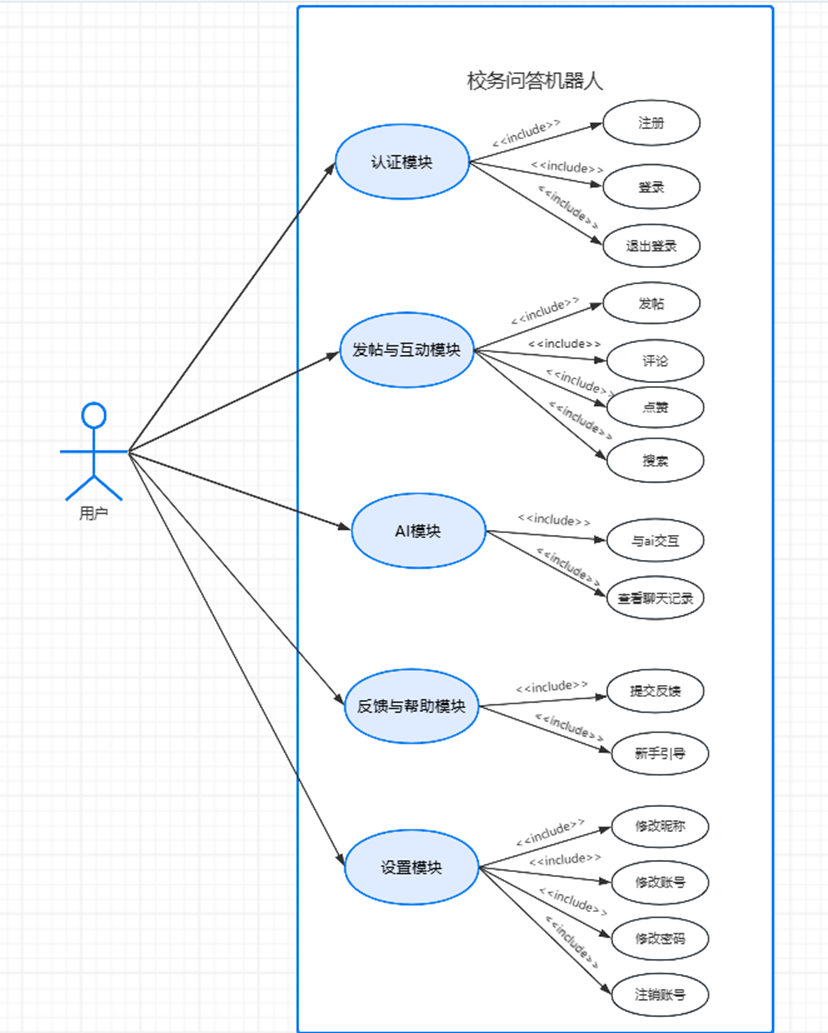 校务问答机器人
用户
认证模块
<<include>>
注册
<<include>>
登录
<<include>>
退出登录
发帖与互动模块
<<include>>
发帖
<<include>>
评论
<<include>>
点赞
<<include>>
搜索
AI模块
<<include>>
与ai交互
<<include>>
查看聊天记录
反馈与帮助模块
<<include>>
提交反馈
<<include>>
新手引导
设置模块
<<include>>
修改昵称
<<include>>
修改账号
<<include>>
修改密码
<<include>>
注销账号